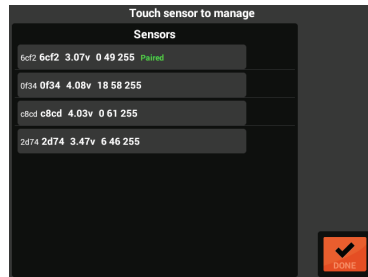 Touch sensor to manage
Sensors
6cf2 6cf2 3.07v 0 49 255 Paired
0f34 0f34 4.08v 18 58 255
c8cd c8cd 4.03v 0 61 255
2d74 2d74 3.47v 6 46 255
DONE